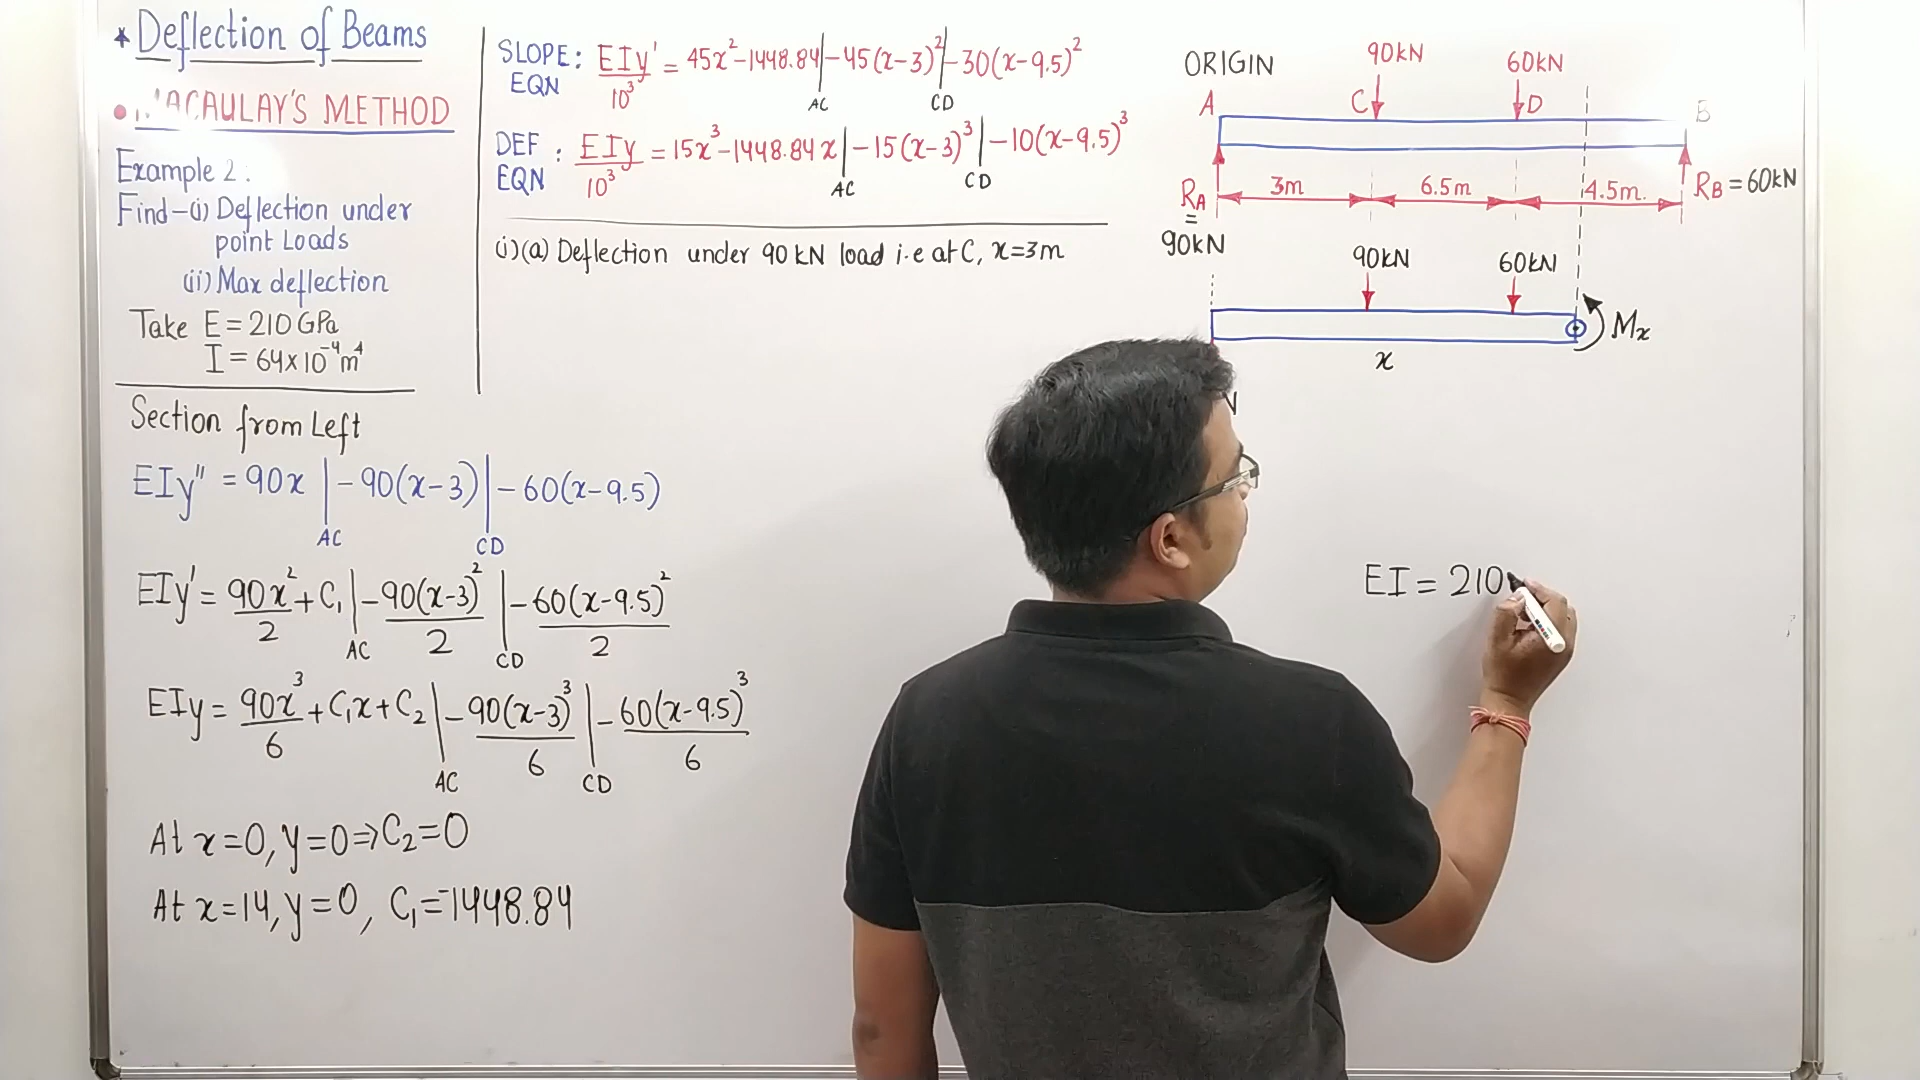 * Deflection of Beams
• MACAULAY'S METHOD
Example 2:
Find-(i) Deflection under
point Loads
(ii) Max deflection
Take E = 210 GPa
I = 64×10⁻⁴m⁴
SLOPE: EIy'/10³ = 45x²-1448.84|-45(x-3)²|-30(x-9.5)²
EQN
AC CD
DEF : EIy/10³ = 15x³-1448.84x|-15(x-3)³|-10(x-9.5)³
EQN
AC CD
(i)(a) Deflection under 90 kN load i.e at C, x=3m
Section from Left
EIy'' = 90x |-90(x-3)|-60(x-9.5)
AC CD
EIy' = 90x²/2 + C₁|-90(x-3)²/2|-60(x-9.5)²/2
AC CD
EIy = 90x³/6 + C₁x + C₂|-90(x-3)³/6|-60(x-9.5)³/6
AC CD
At x=0, y=0 ⇒ C₂=0
At x=14, y=0, C₁=-1448.84
ORIGIN 90kN 60kN
A C D B
3m 6.5m 4.5m.
R_A = 90kN
R_B = 60kN
90kN 60kN
Mx
x
EI = 210